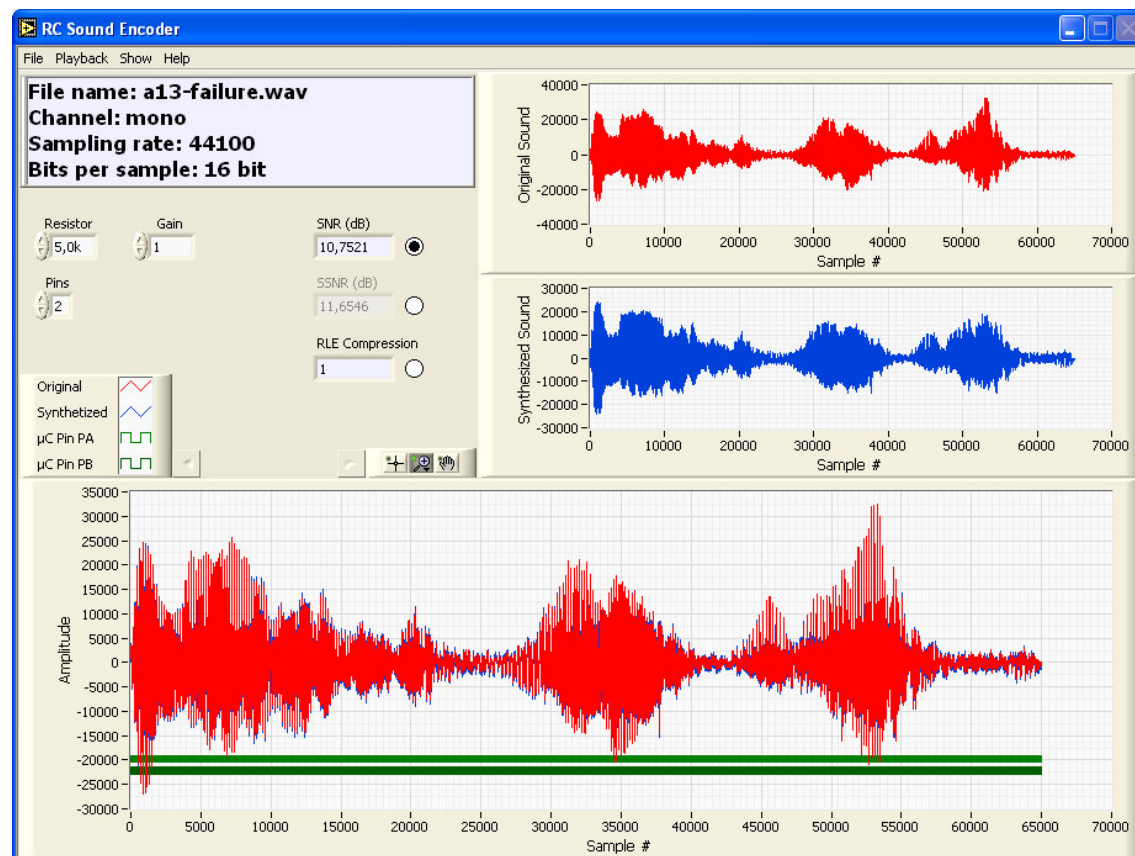 RC Sound Encoder
File Playback Show Help
File name: a13-failure.wav
Channel: mono
Sampling rate: 44100
Bits per sample: 16 bit
Resistor Gain SNR (dB)
5,0k 1 10,7521
Pins SSNR (dB)
2 11,6546
RLE Compression
1
Original
Synthetized
µC Pin PA
µC Pin PB
Original Sound
40000
20000
0
-20000
-40000
0 10000 20000 30000 40000 50000 60000 70000
Sample #
Synthesized Sound
30000
20000
10000
0
-10000
-20000
-30000
0 10000 20000 30000 40000 50000 60000 70000
Sample #
Amplitude
35000
30000
25000
20000
15000
10000
5000
0
-5000
-10000
-15000
-20000
-25000
-30000
0 5000 10000 15000 20000 25000 30000 35000 40000 45000 50000 55000 60000 65000 70000
Sample #